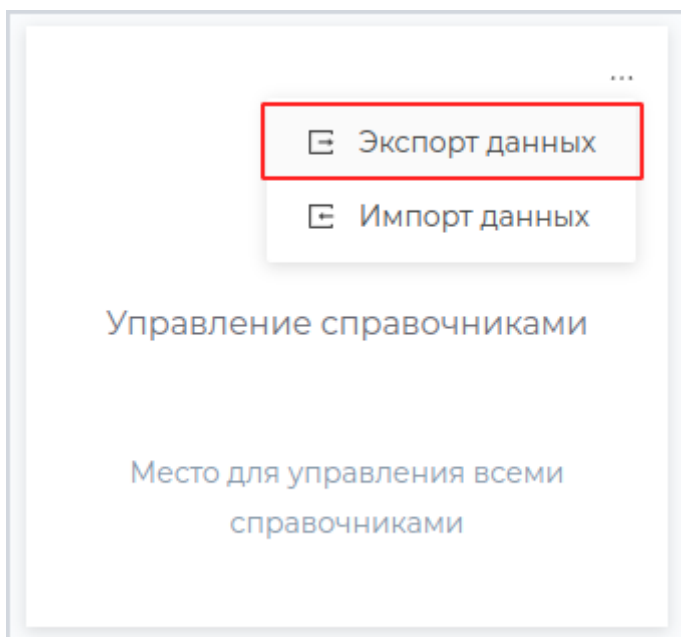 ...
Экспорт данных
Импорт данных
Управление справочниками
Место для управления всеми
справочниками